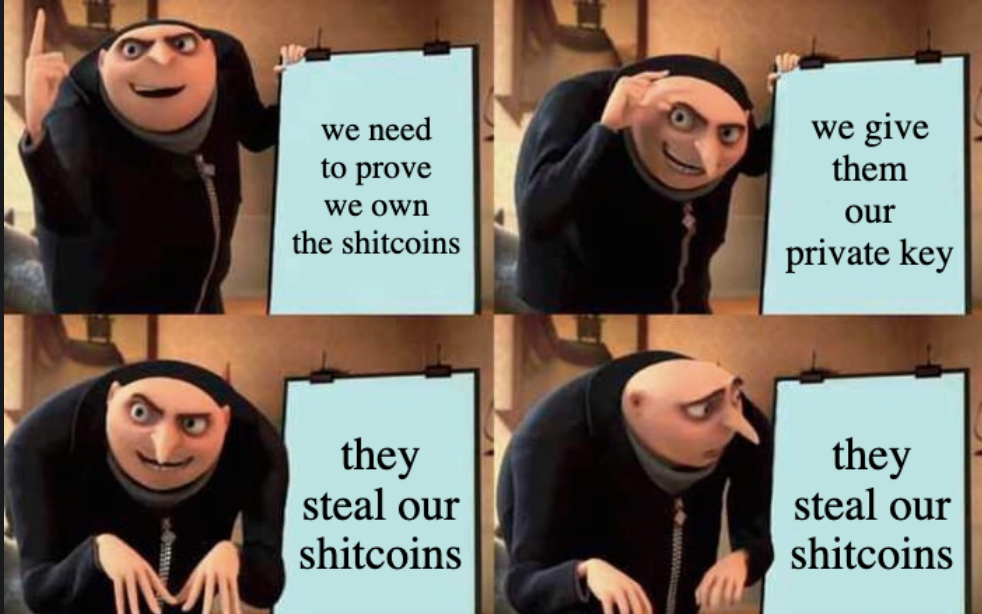 we need
to prove
we own
the shitcoins
we give
them
our
private key
they
steal our
shitcoins
they
steal our
shitcoins